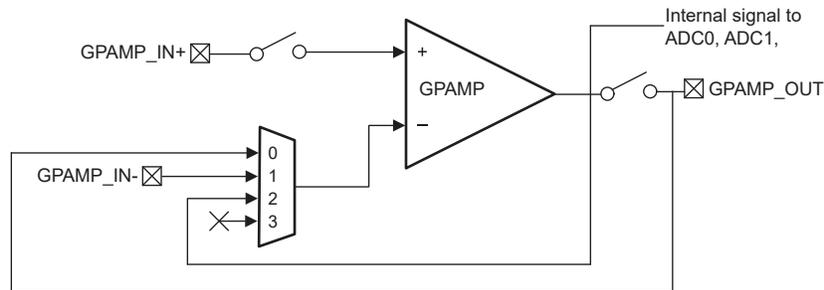 Internal signal to
ADC0, ADC1,
GPAMP_IN+
+
GPAMP
GPAMP_OUT
−
0
GPAMP_IN-
1
2
3